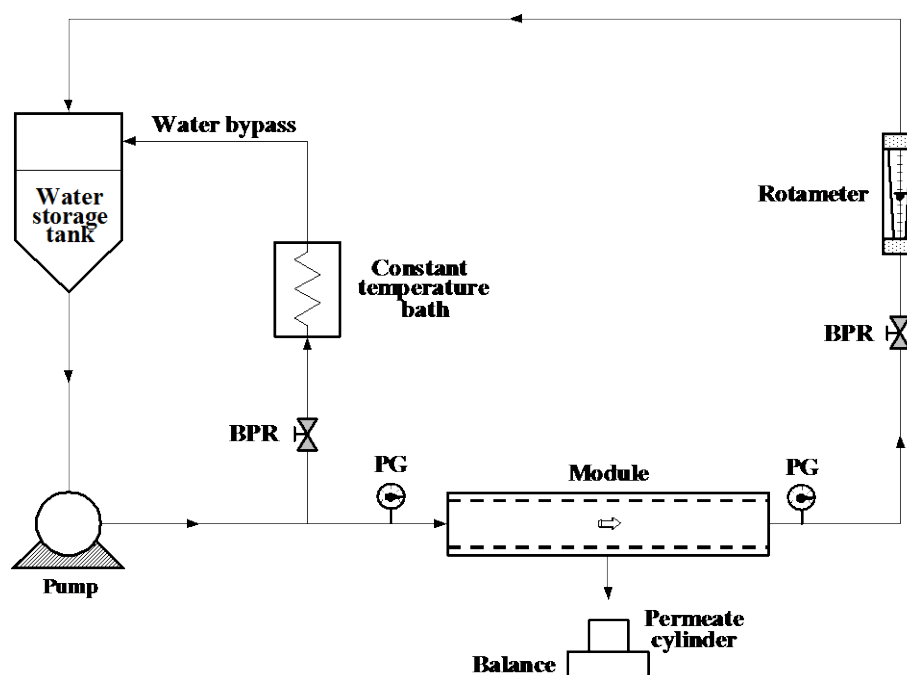 Water bypass
Water
storage
tank
Rotameter
Constant
temperature
bath
BPR
BPR
PG
Module
PG
Pump
Permeate
cylinder
Balance